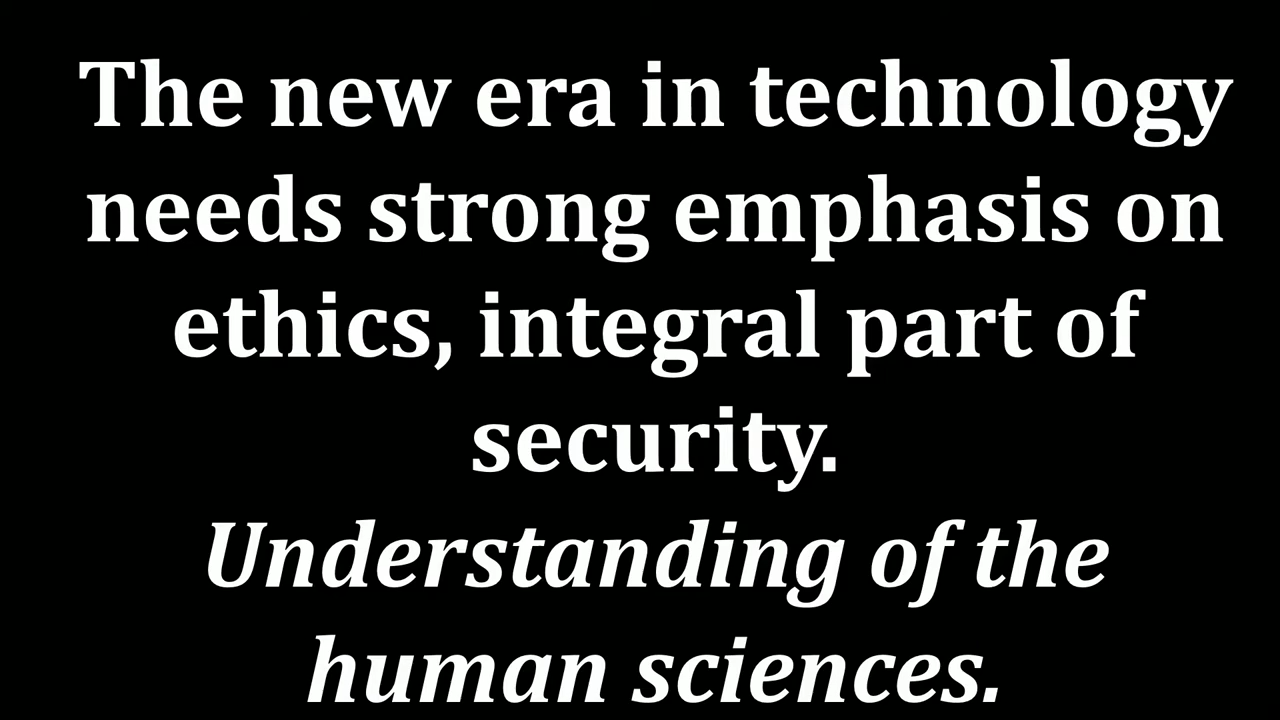 The new era in technology
needs strong emphasis on
ethics, integral part of
security.
Understanding of the
human sciences.